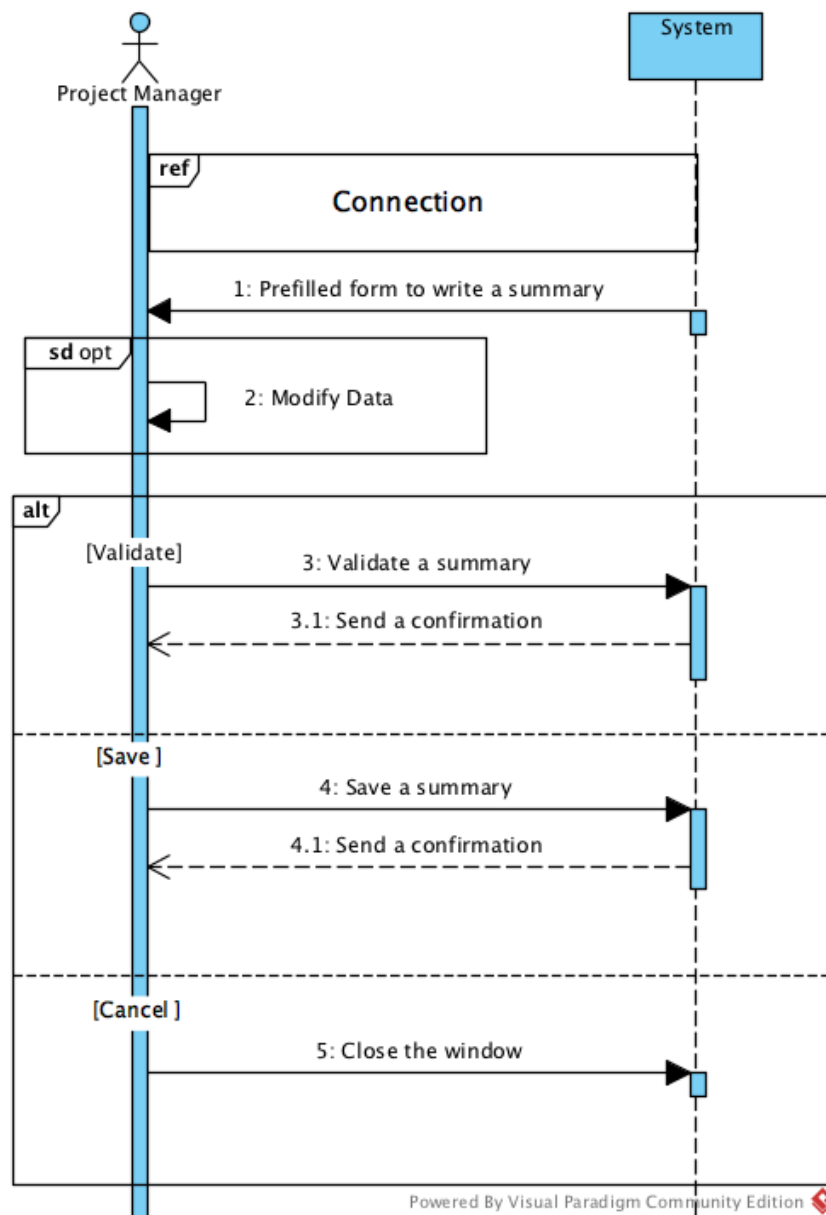 System
Project Manager
ref
Connection
1: Prefilled form to write a summary
sd opt
2: Modify Data
alt
[Validate]
3: Validate a summary
3.1: Send a confirmation
[Save ]
4: Save a summary
4.1: Send a confirmation
[Cancel ]
5: Close the window
Powered By Visual Paradigm Community Edition